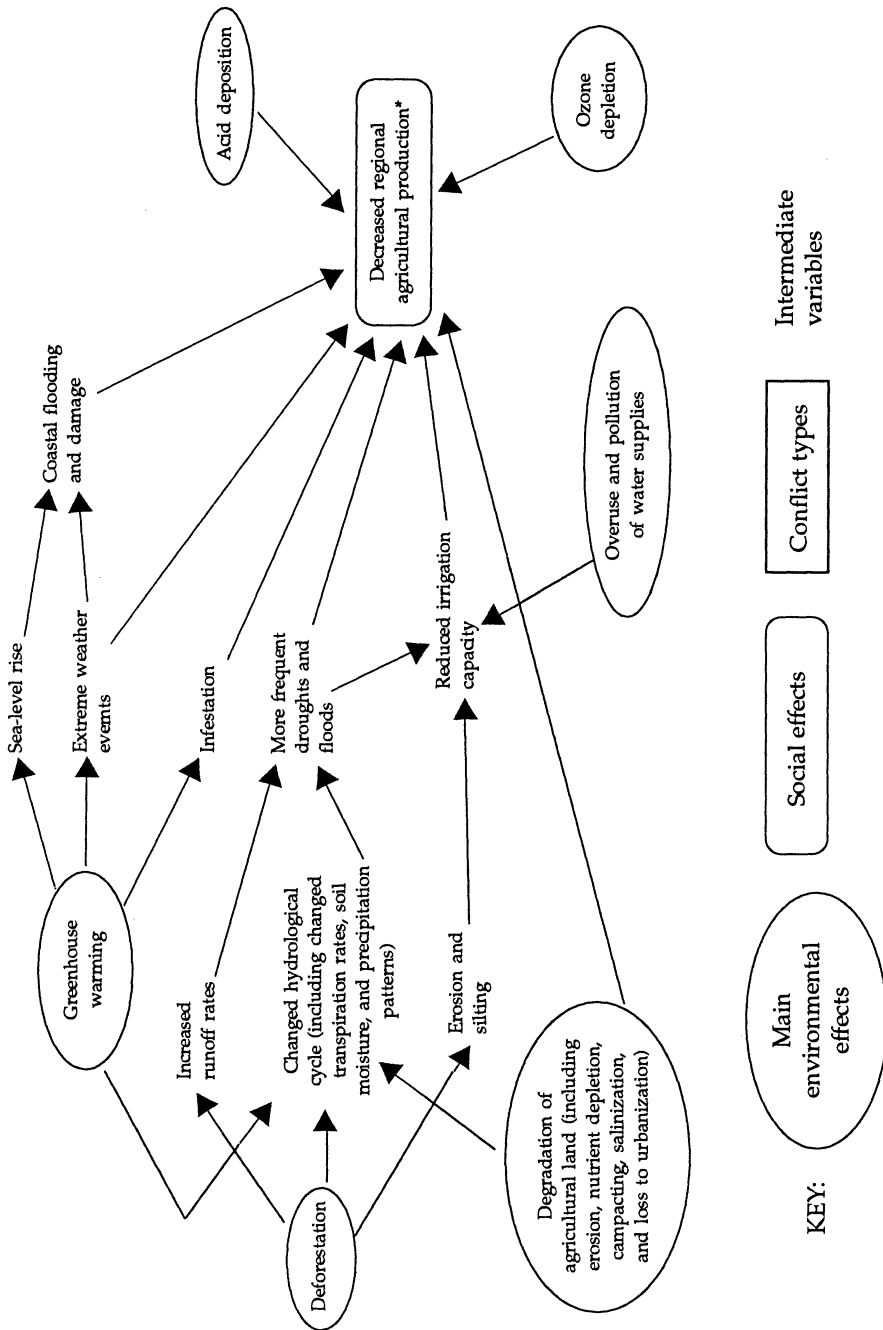 Greenhouse
warming
Sea-level rise
Extreme weather
evemts
Coastal flooding
and damage
Acid deposition
Infestation
Increased
runoff rates
More frequent
droughts and
floods
Decreased regional
agricultural production*
Deforestation
Changed hydrological
cycle (including changed
transpiration rates, soil
moisture, and precipitation
patterns)
Erosion and
silting
Reduced irrigation
capacity
Ozone
depletion
Degradation of
agricultural land (including
erosion, nutrient depletion,
campacting, salinization,
and loss to urbanization)
Overuse and pollution
of water supplies
KEY:
Main
environmental
effects
Social effects
Conflict types
Intermediate
variables